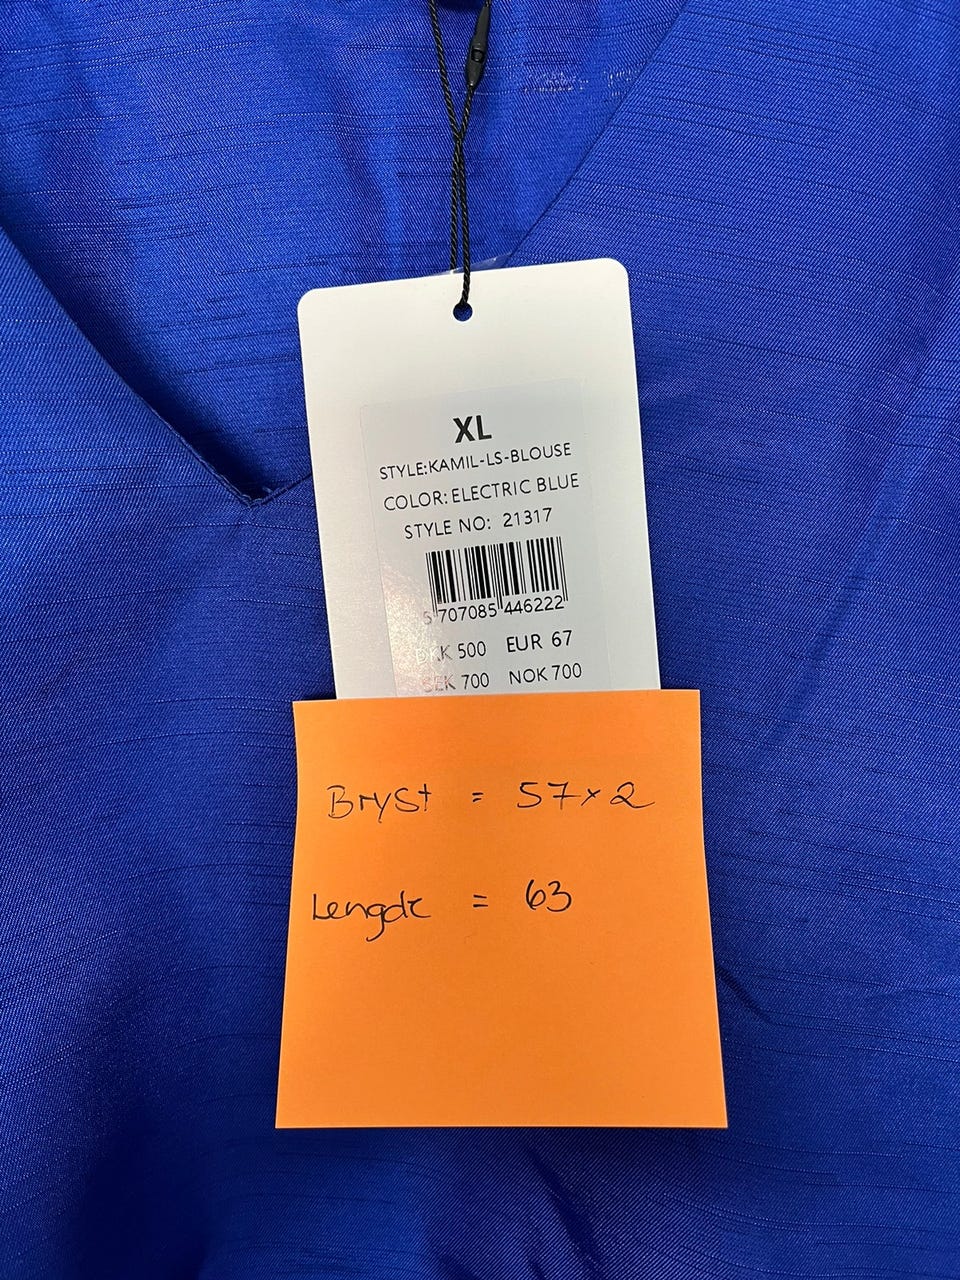 XL
STYLE:KAMIL-LS-BLOUSE
COLOR: ELECTRIC BLUE
STYLE NO: 21317
5 707085 446222
DKK 500 EUR 67
SEK 700 NOK 700
Bryst = 57x2
Lengde = 63